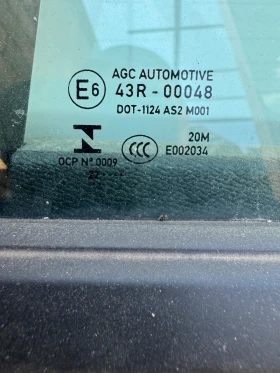 AGC AUTOMOTIVE
E6 43R - 00048
DOT-1124 AS2 M001
20M
OCP Nº 0009 CCC E002034